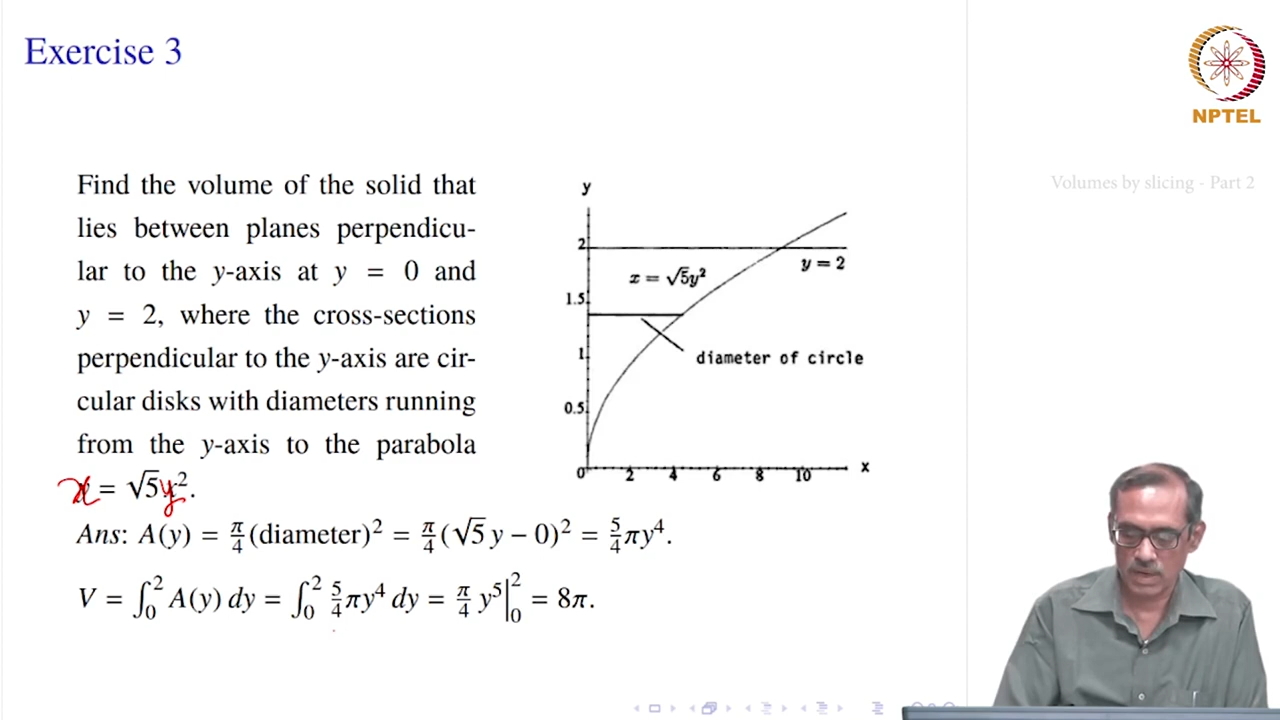 Exercise 3
NPTEL
Volumes by slicing - Part 2
Find the volume of the solid that
lies between planes perpendicu-
lar to the y-axis at y = 0 and
y = 2, where the cross-sections
perpendicular to the y-axis are cir-
cular disks with diameters running
from the y-axis to the parabola
x = √5y².
Ans: A(y) = π/4 (diameter)² = π/4 (√5 y − 0)² = 5/4 πy⁴.
V = ∫₀² A(y) dy = ∫₀² 5/4 πy⁴ dy = π/4 y⁵|₀² = 8π.
y
2
y = 2
x = √5y²
1.5
1
diameter of circle
0.5
0 2 4 6 8 10 x